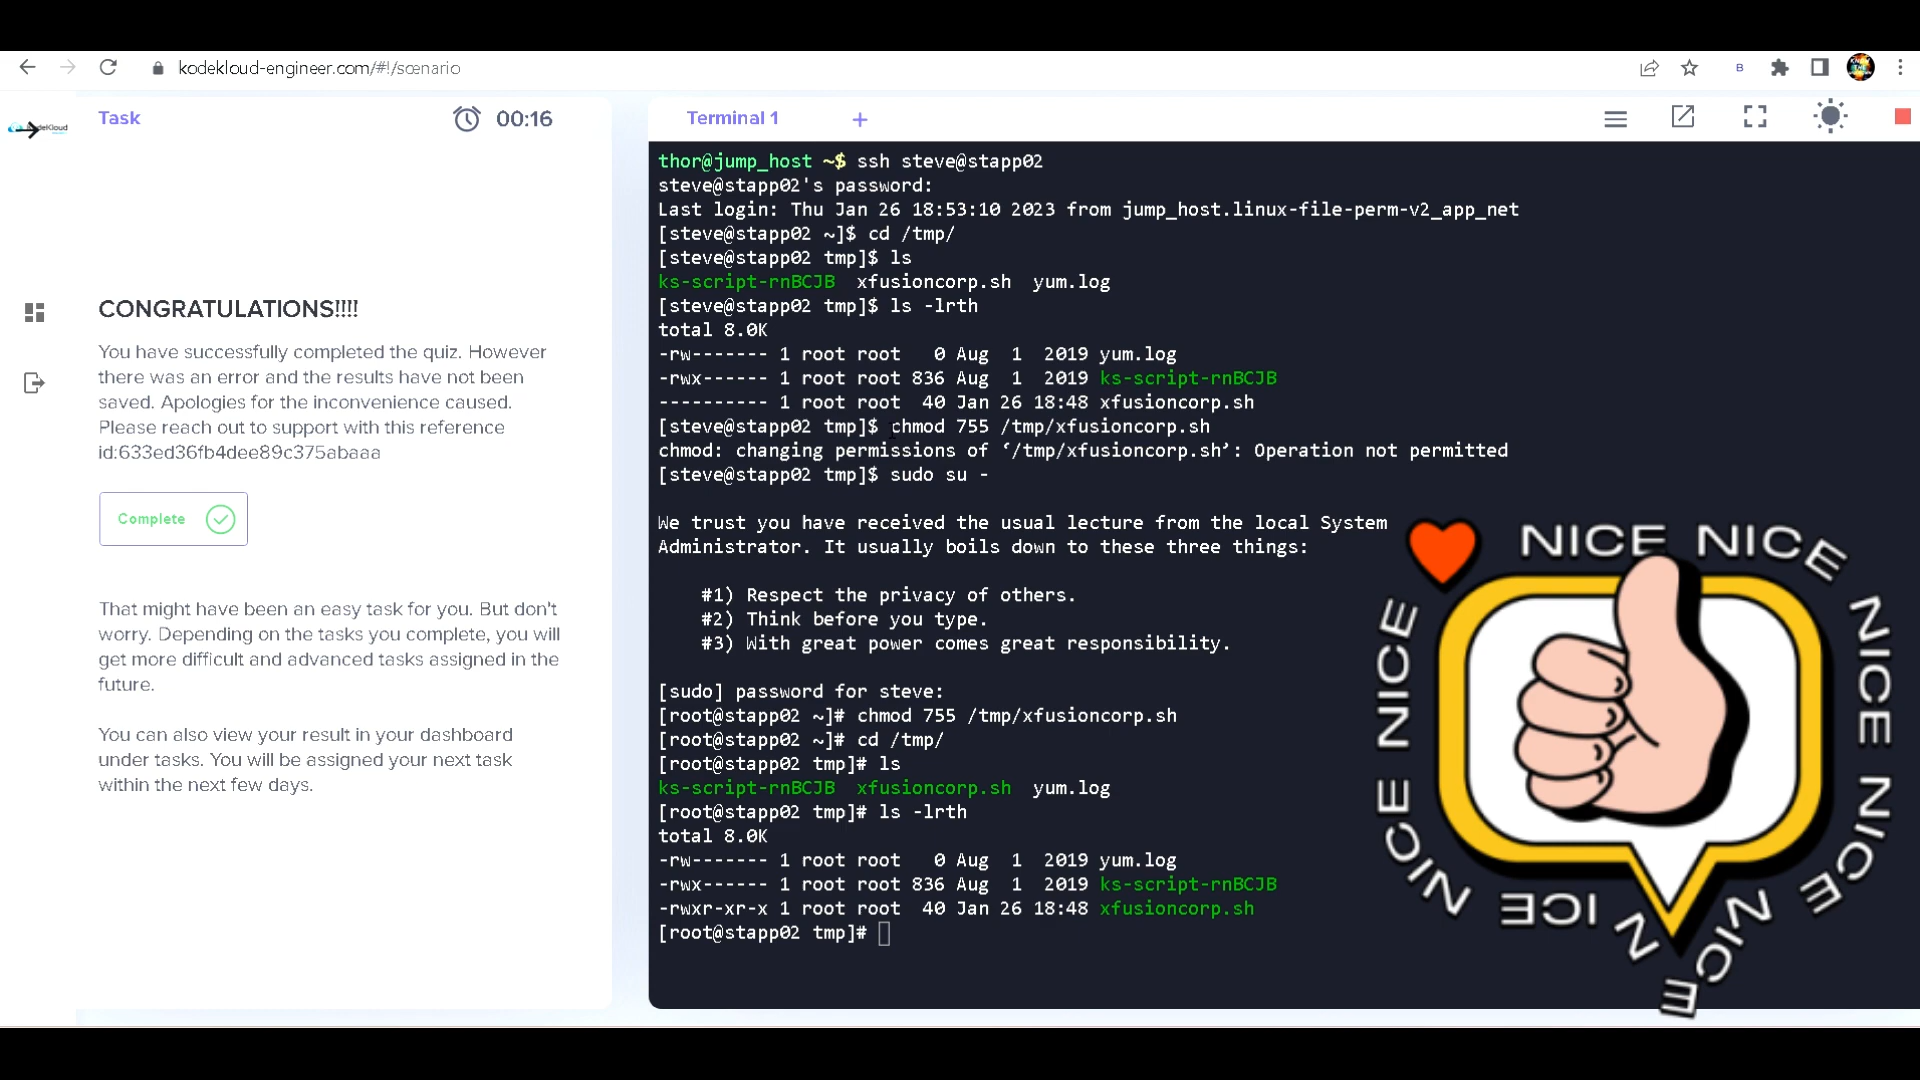 kodekloud-engineer.com/#!/scenario
B
Task
00:16
Terminal 1
+
CONGRATULATIONS!!!!
You have successfully completed the quiz. However
there was an error and the results have not been
saved. Apologies for the inconvenience caused.
Please reach out to support with this reference
id:633ed36fb4dee89c375abaaa
Complete
That might have been an easy task for you. But don't
worry. Depending on the tasks you complete, you will
get more difficult and advanced tasks assigned in the
future.
You can also view your result in your dashboard
under tasks. You will be assigned your next task
within the next few days.
thor@jump_host ~$ ssh steve@stapp02
steve@stapp02's password:
Last login: Thu Jan 26 18:53:10 2023 from jump_host.linux-file-perm-v2_app_net
[steve@stapp02 ~]$ cd /tmp/
[steve@stapp02 tmp]$ ls
ks-script-rnBCJB  xfusioncorp.sh  yum.log
[steve@stapp02 tmp]$ ls -lrth
total 8.0K
-rw------- 1 root root   0 Aug  1  2019 yum.log
-rwx------ 1 root root 836 Aug  1  2019 ks-script-rnBCJB
---------- 1 root root  40 Jan 26 18:48 xfusioncorp.sh
[steve@stapp02 tmp]$ chmod 755 /tmp/xfusioncorp.sh
chmod: changing permissions of ‘/tmp/xfusioncorp.sh’: Operation not permitted
[steve@stapp02 tmp]$ sudo su -
We trust you have received the usual lecture from the local System
Administrator. It usually boils down to these three things:
#1) Respect the privacy of others.
#2) Think before you type.
#3) With great power comes great responsibility.
[sudo] password for steve:
[root@stapp02 ~]# chmod 755 /tmp/xfusioncorp.sh
[root@stapp02 ~]# cd /tmp/
[root@stapp02 tmp]# ls
ks-script-rnBCJB  xfusioncorp.sh  yum.log
[root@stapp02 tmp]# ls -lrth
total 8.0K
-rw------- 1 root root   0 Aug  1  2019 yum.log
-rwx------ 1 root root 836 Aug  1  2019 ks-script-rnBCJB
-rwxr-xr-x 1 root root  40 Jan 26 18:48 xfusioncorp.sh
[root@stapp02 tmp]#
NICE NICE NICE NICE NICE NICE NICE NICE NICE NICE